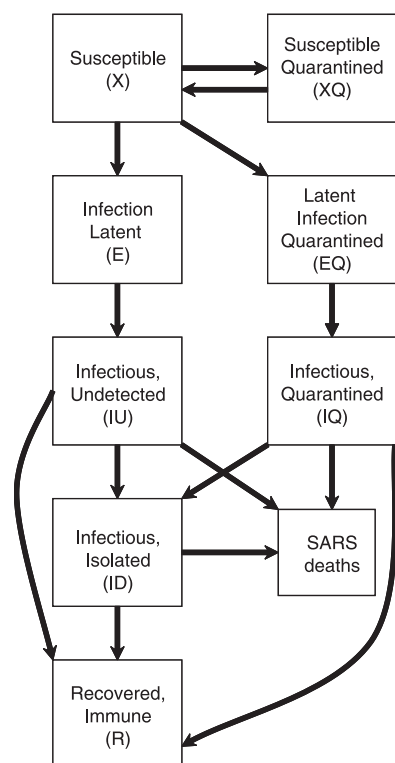 Susceptible
(X)
Susceptible
Quarantined
(XQ)
Infection
Latent
(E)
Latent
Infection
Quarantined
(EQ)
Infectious,
Undetected
(IU)
Infectious,
Quarantined
(IQ)
Infectious,
Isolated
(ID)
SARS
deaths
Recovered,
Immune
(R)